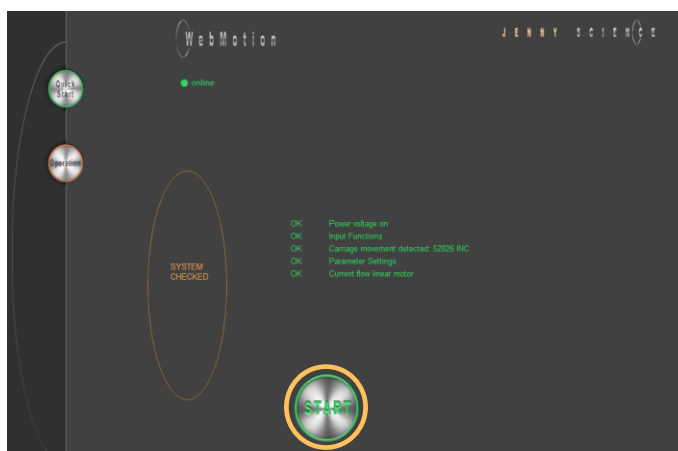 WebMotion
JENNY SCIENCE
Quick
Start
online
Operation
OK Power voltage on
OK Input Functions
OK Carriage movement detected: 52826 INC
OK Parameter Settings
OK Current flow linear motor
SYSTEM
CHECKED
START